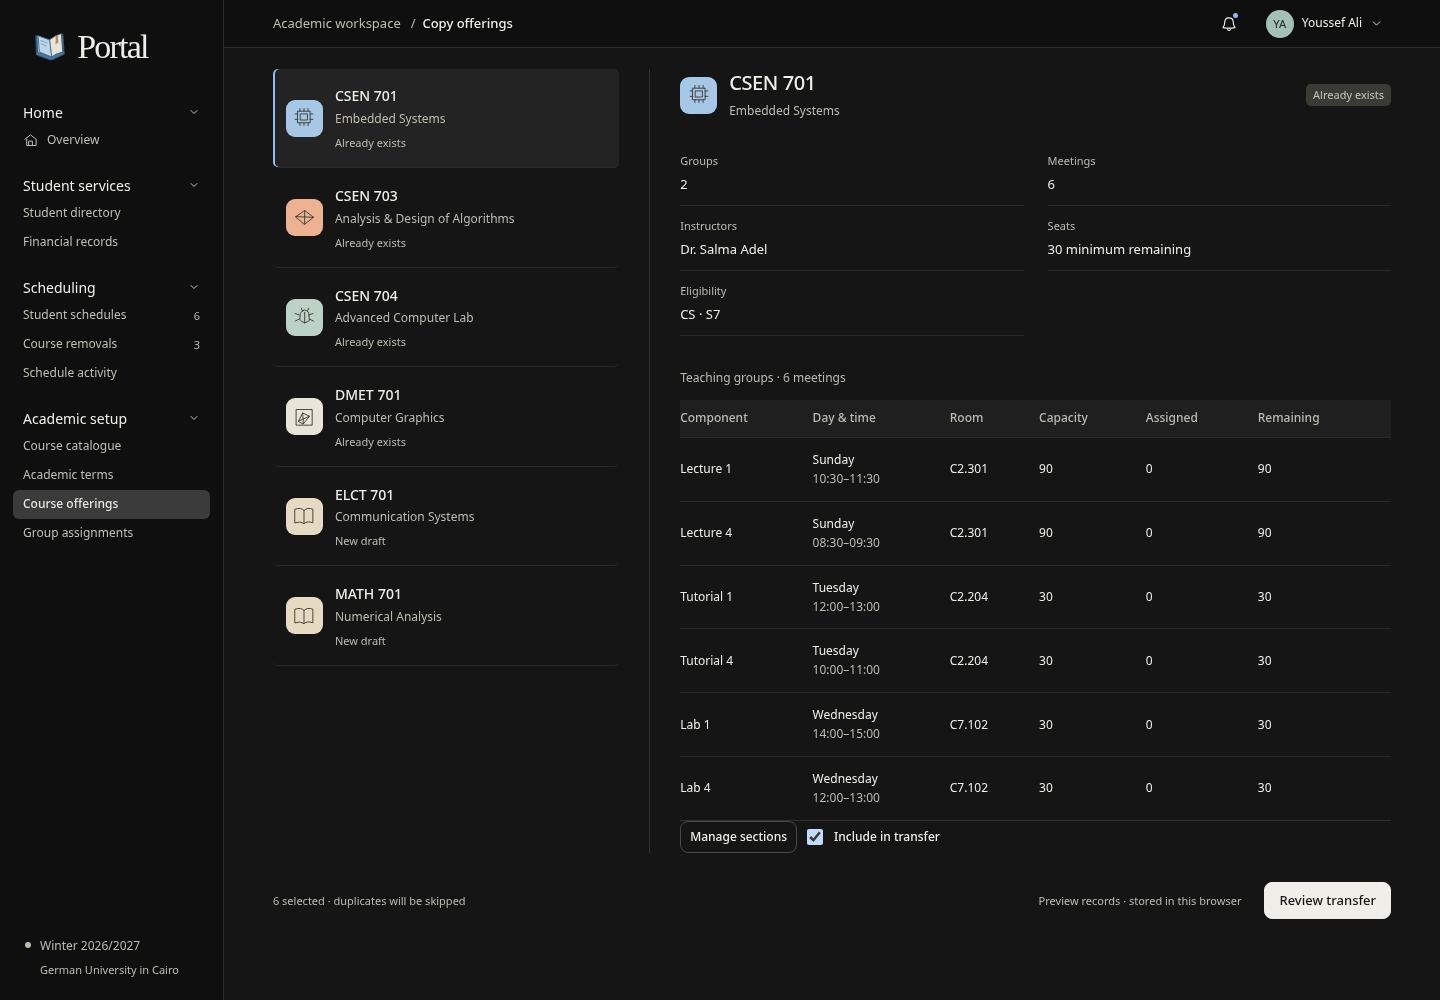 Portal
Home
Overview
Student services
Student directory
Financial records
Scheduling
Student schedules 6
Course removals 3
Schedule activity
Academic setup
Course catalogue
Academic terms
Course offerings
Group assignments
Winter 2026/2027
German University in Cairo
Academic workspace / Copy offerings
YA Youssef Ali
CSEN 701
Embedded Systems
Already exists
CSEN 703
Analysis & Design of Algorithms
Already exists
CSEN 704
Advanced Computer Lab
Already exists
DMET 701
Computer Graphics
Already exists
ELCT 701
Communication Systems
New draft
MATH 701
Numerical Analysis
New draft
CSEN 701
Embedded Systems
Already exists
Groups
2
Meetings
6
Instructors
Dr. Salma Adel
Seats
30 minimum remaining
Eligibility
CS · S7
Teaching groups · 6 meetings
Component Day & time Room Capacity Assigned Remaining
Lecture 1 Sunday 10:30–11:30 C2.301 90 0 90
Lecture 4 Sunday 08:30–09:30 C2.301 90 0 90
Tutorial 1 Tuesday 12:00–13:00 C2.204 30 0 30
Tutorial 4 Tuesday 10:00–11:00 C2.204 30 0 30
Lab 1 Wednesday 14:00–15:00 C7.102 30 0 30
Lab 4 Wednesday 12:00–13:00 C7.102 30 0 30
Manage sections Include in transfer
6 selected · duplicates will be skipped
Preview records · stored in this browser
Review transfer